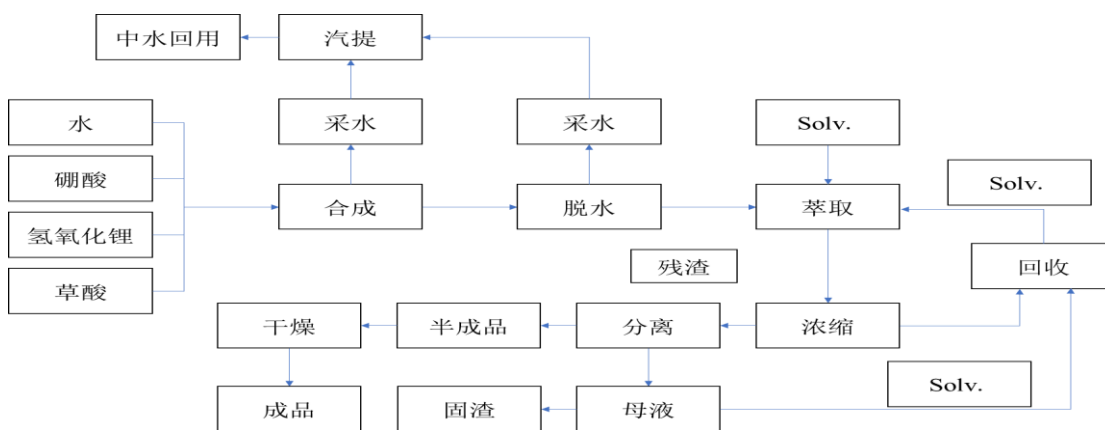 中水回用
汽提
水
采水
采水
Solv.
硼酸
Solv.
合成
脱水
萃取
氢氧化锂
残渣
回收
草酸
干燥
半成品
分离
浓缩
Solv.
成品
固渣
母液